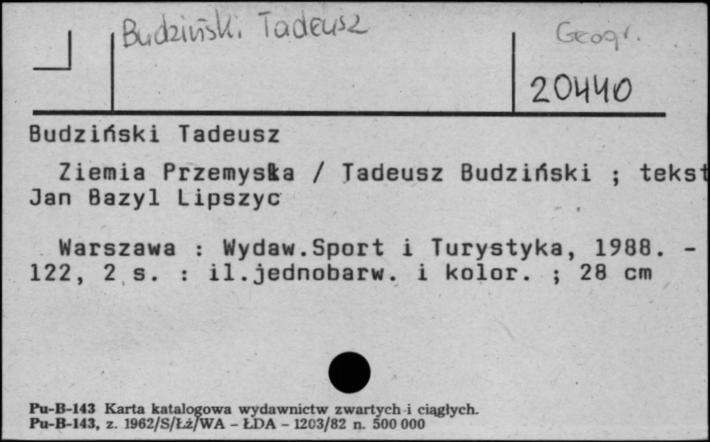 Budziński Tadeusz
Geogr.
20440
Budziński Tadeusz
Ziemia Przemyska / Tadeusz Budziński ; tekst
Jan Bazyl Lipszyc
Warszawa : Wydaw.Sport i Turystyka, 1988. -
122, 2 s. : il.jednobarw. i kolor. ; 28 cm
Pu-B-143 Karta katalogowa wydawnictw zwartych i ciągłych.
Pu-B-143, z. 1962/S/Łż/WA - ŁDA - 1203/82 n. 500 000